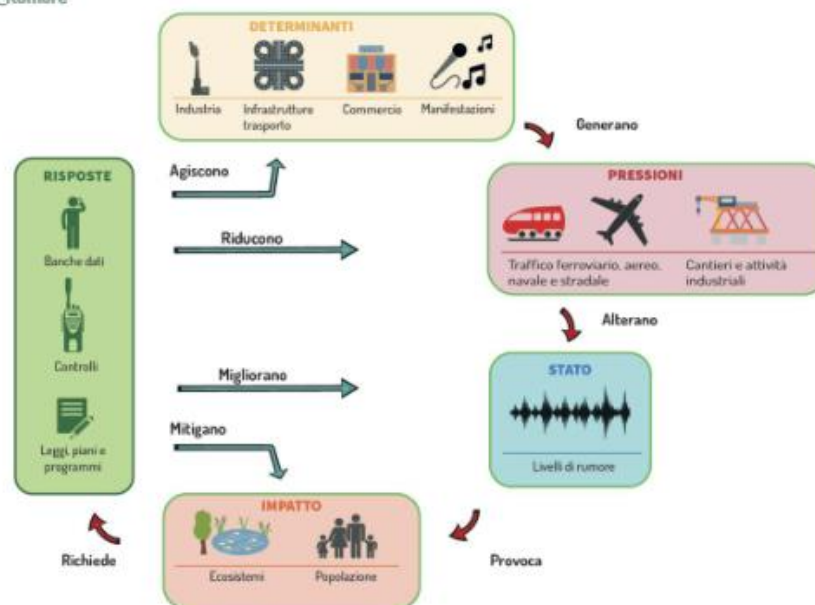 DETERMINANTI
Industria
Infrastrutture
trasporto
Commercio
Manifestazioni
Generano
RISPOSTE
Banche dati
Controlli
Leggi, piani e
programmi
Agiscono
Riducono
Migliorano
Mitigano
PRESSIONI
Traffico ferroviario, aereo,
navale e stradale
Cantieri e attività
industriali
Alterano
STATO
Livelli di rumore
Provoca
IMPATTO
Ecosistemi
Popolazione
Richiede